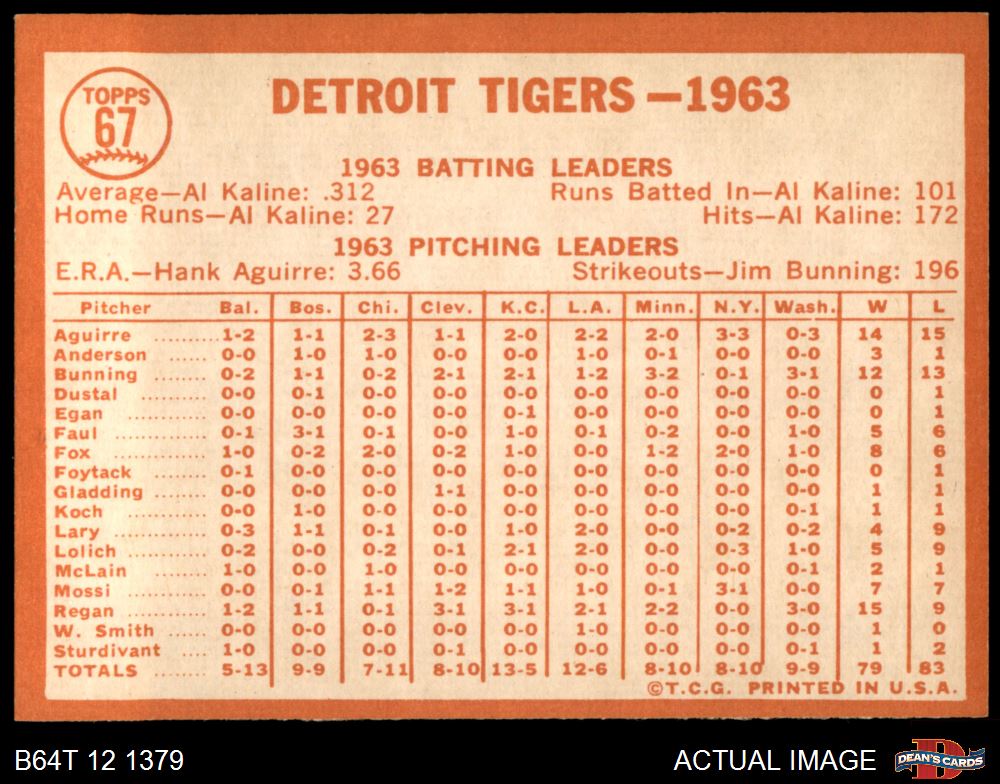 TOPPS
67
DETROIT TIGERS—1963
1963 BATTING LEADERS
Average—Al Kaline: .312 Runs Batted In—Al Kaline: 101
Home Runs—Al Kaline: 27 Hits—Al Kaline: 172
1963 PITCHING LEADERS
E.R.A.—Hank Aguirre: 3.66 Strikeouts—Jim Bunning: 196
Pitcher Bal. Bos. Chi. Clev. K.C. L.A. Minn. N.Y. Wash. W L
Aguirre .......... 1-2 1-1 2-3 1-1 2-0 2-2 2-0 3-3 0-3 14 15
Anderson ...... 0-0 1-0 1-0 0-0 0-0 1-0 0-1 0-0 0-0 3 1
Bunning ........ 0-2 1-1 0-2 2-1 2-1 1-2 3-2 0-1 3-1 12 13
Dustal .......... 0-0 0-1 0-0 0-0 0-0 0-0 0-0 0-0 0-0 0 1
Egan ............ 0-0 0-0 0-0 0-0 0-1 0-0 0-0 0-0 0-0 0 1
Faul .............. 0-1 3-1 0-1 0-0 1-0 0-1 0-2 0-0 1-0 5 6
Fox .............. 1-0 0-2 2-0 0-2 1-0 0-0 1-2 2-0 1-0 8 6
Foytack ........ 0-1 0-0 0-0 0-0 0-0 0-0 0-0 0-0 0-0 0 1
Gladding ........ 0-0 0-0 0-0 1-1 0-0 0-0 0-0 0-0 0-0 1 1
Koch ............ 0-0 1-0 0-0 0-0 0-0 0-0 0-0 0-0 0-1 1 1
Lary .............. 0-3 1-1 0-1 0-0 1-0 2-0 0-0 0-2 0-2 4 9
Lolich ............ 0-2 0-0 0-2 0-1 2-1 2-0 0-0 0-3 1-0 5 9
McLain ........ 1-0 0-0 1-0 0-0 0-0 0-0 0-0 0-0 0-1 2 1
Mossi ............ 0-0 0-1 1-1 1-2 1-1 1-0 0-1 3-1 0-0 7 7
Regan .......... 1-2 1-1 0-1 3-1 3-1 2-1 2-2 0-0 3-0 15 9
W. Smith ...... 0-0 0-0 0-0 0-0 0-0 1-0 0-0 0-0 0-0 1 0
Sturdivant .... 1-0 0-0 0-0 0-1 0-0 0-0 0-0 0-0 0-1 1 2
TOTALS ........ 5-13 9-9 7-11 8-10 13-5 12-6 8-10 8-10 9-9 79 83
©T.C.G. PRINTED IN U.S.A.
B64T 12 1379 ACTUAL IMAGE
DEAN'S CARDS